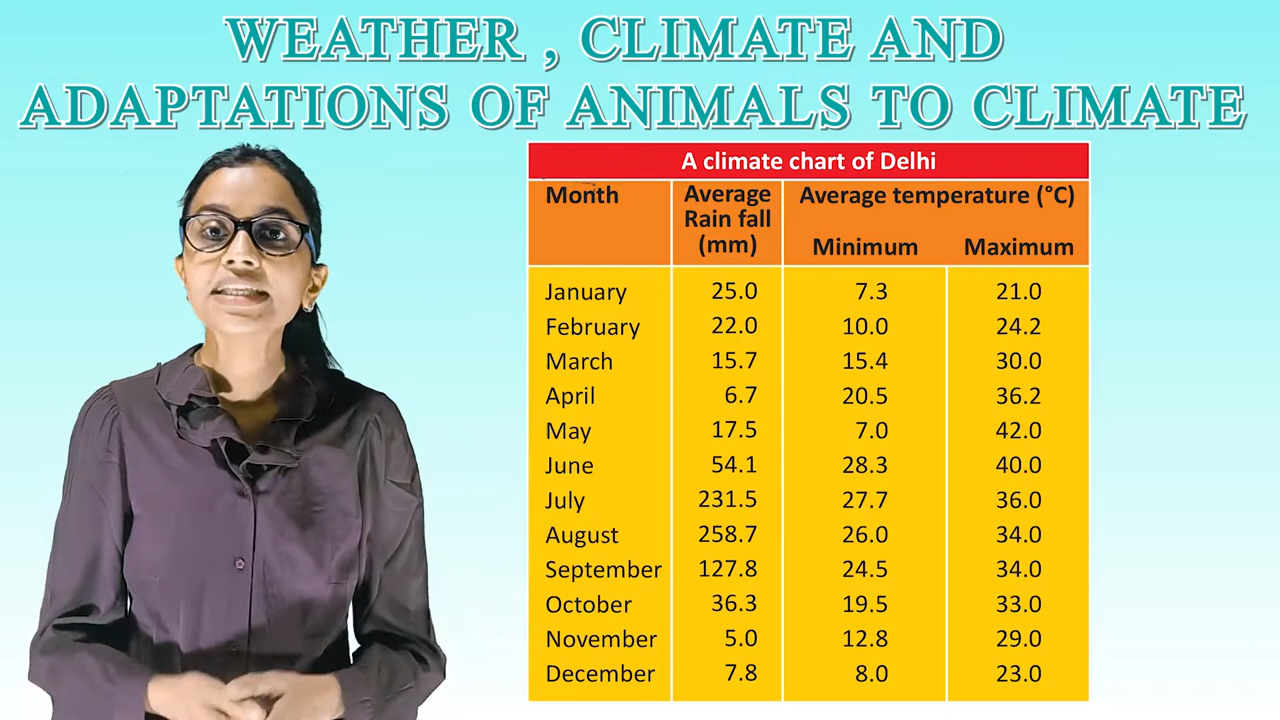 WEATHER , CLIMATE AND
ADAPTATIONS OF ANIMALS TO CLIMATE
A climate chart of Delhi
Month Average Rain fall (mm) Average temperature (°C)
Minimum Maximum
January 25.0 7.3 21.0
February 22.0 10.0 24.2
March 15.7 15.4 30.0
April 6.7 20.5 36.2
May 17.5 7.0 42.0
June 54.1 28.3 40.0
July 231.5 27.7 36.0
August 258.7 26.0 34.0
September 127.8 24.5 34.0
October 36.3 19.5 33.0
November 5.0 12.8 29.0
December 7.8 8.0 23.0